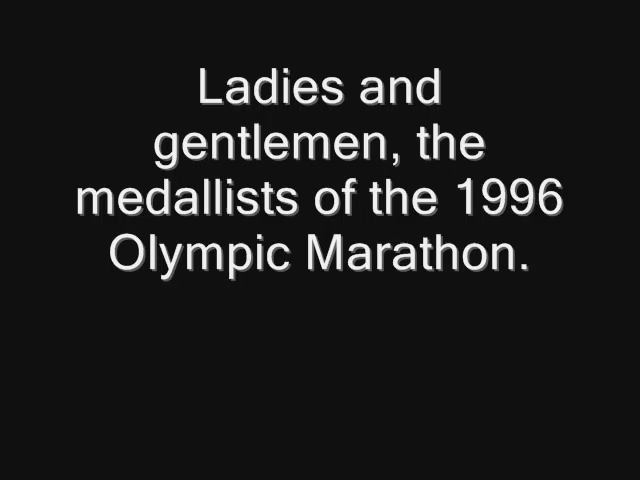 Ladies and
gentlemen, the
medallists of the 1996
Olympic Marathon.